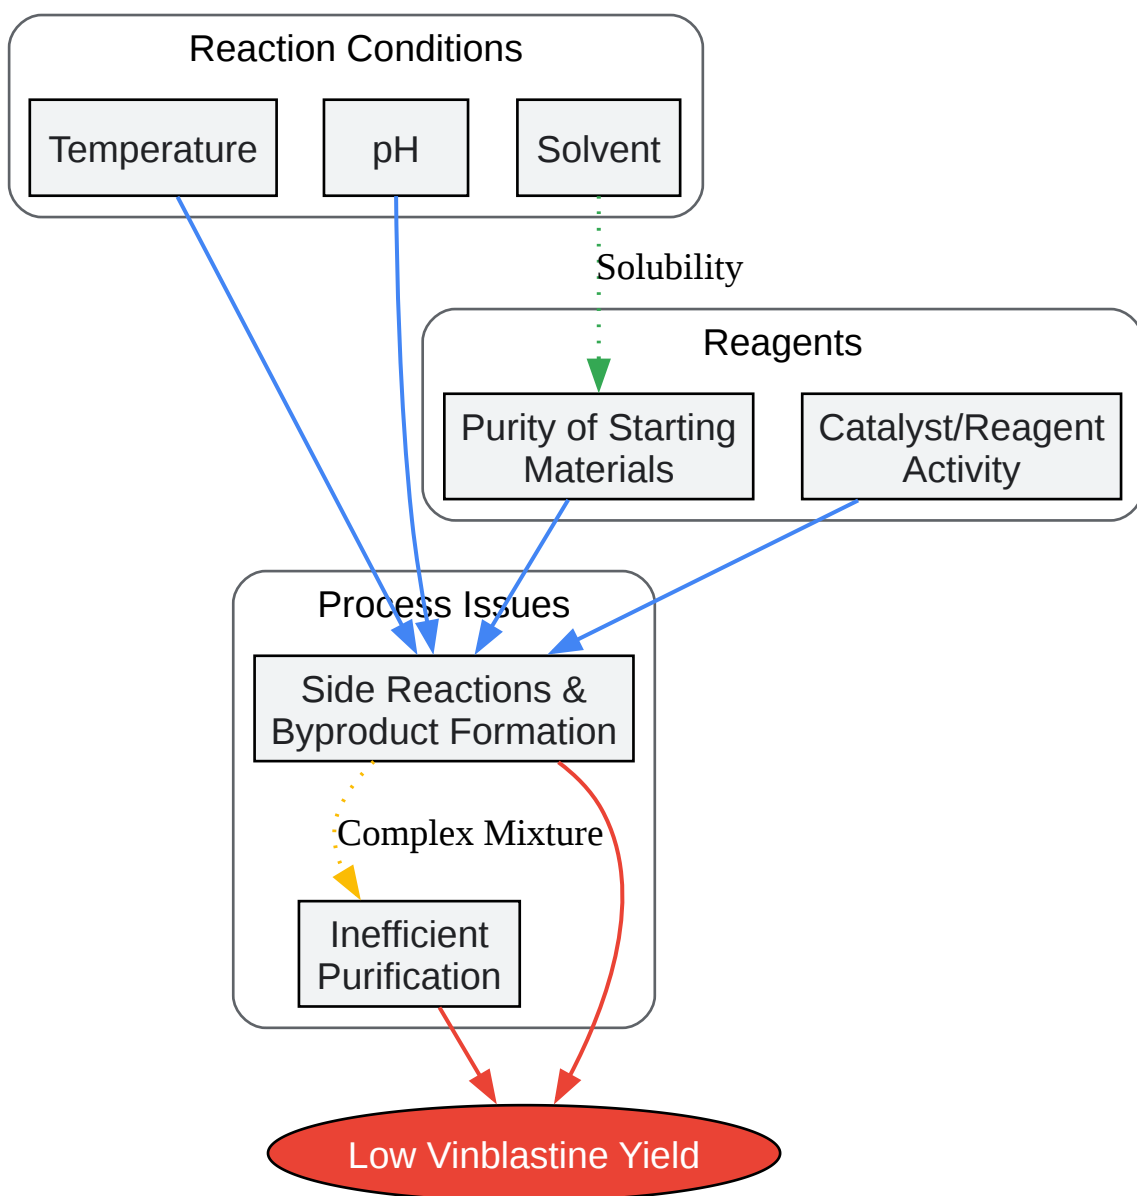 Reaction Conditions
Temperature
pH
Solvent
Solubility
Reagents
Purity of Starting
Materials
Catalyst/Reagent
Activity
Process Issues
Side Reactions &
Byproduct Formation
Complex Mixture
Inefficient
Purification
Low Vinblastine Yield